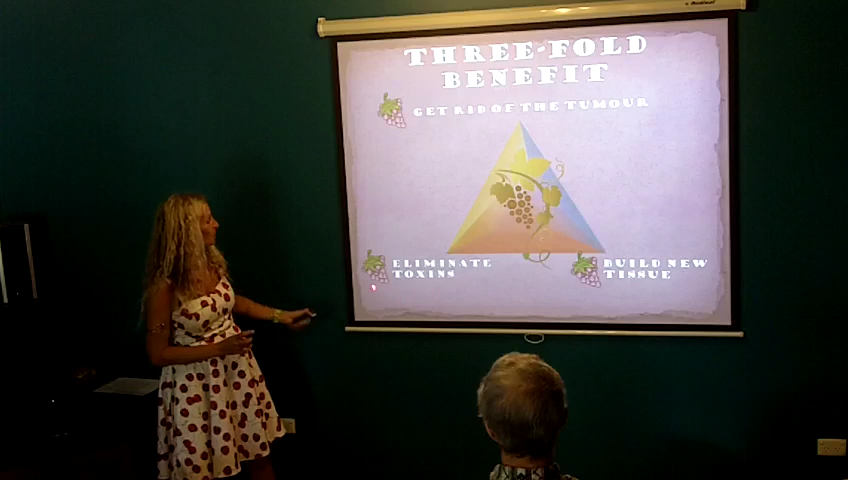 THREE-FOLD
BENEFIT
GET RID OF THE TUMOUR
ELIMINATE
TOXINS
BUILD NEW
TISSUE